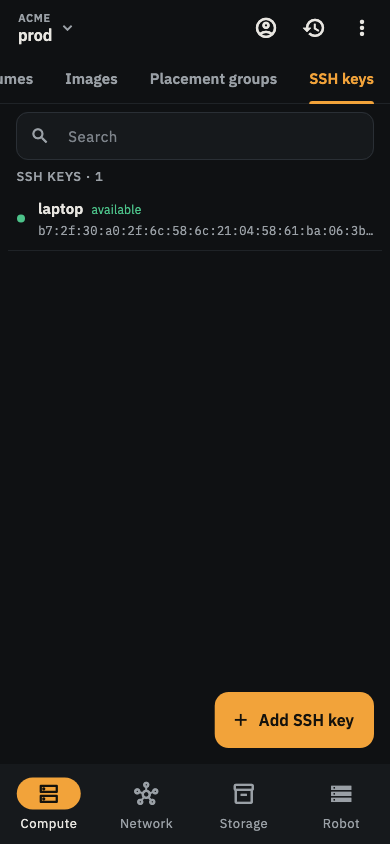 ACME
prod
umes Images Placement groups SSH keys
Search
SSH KEYS · 1
laptop available
b7:2f:30:a0:2f:6c:58:6c:21:04:58:61:ba:06:3b…
+ Add SSH key
Compute Network Storage Robot